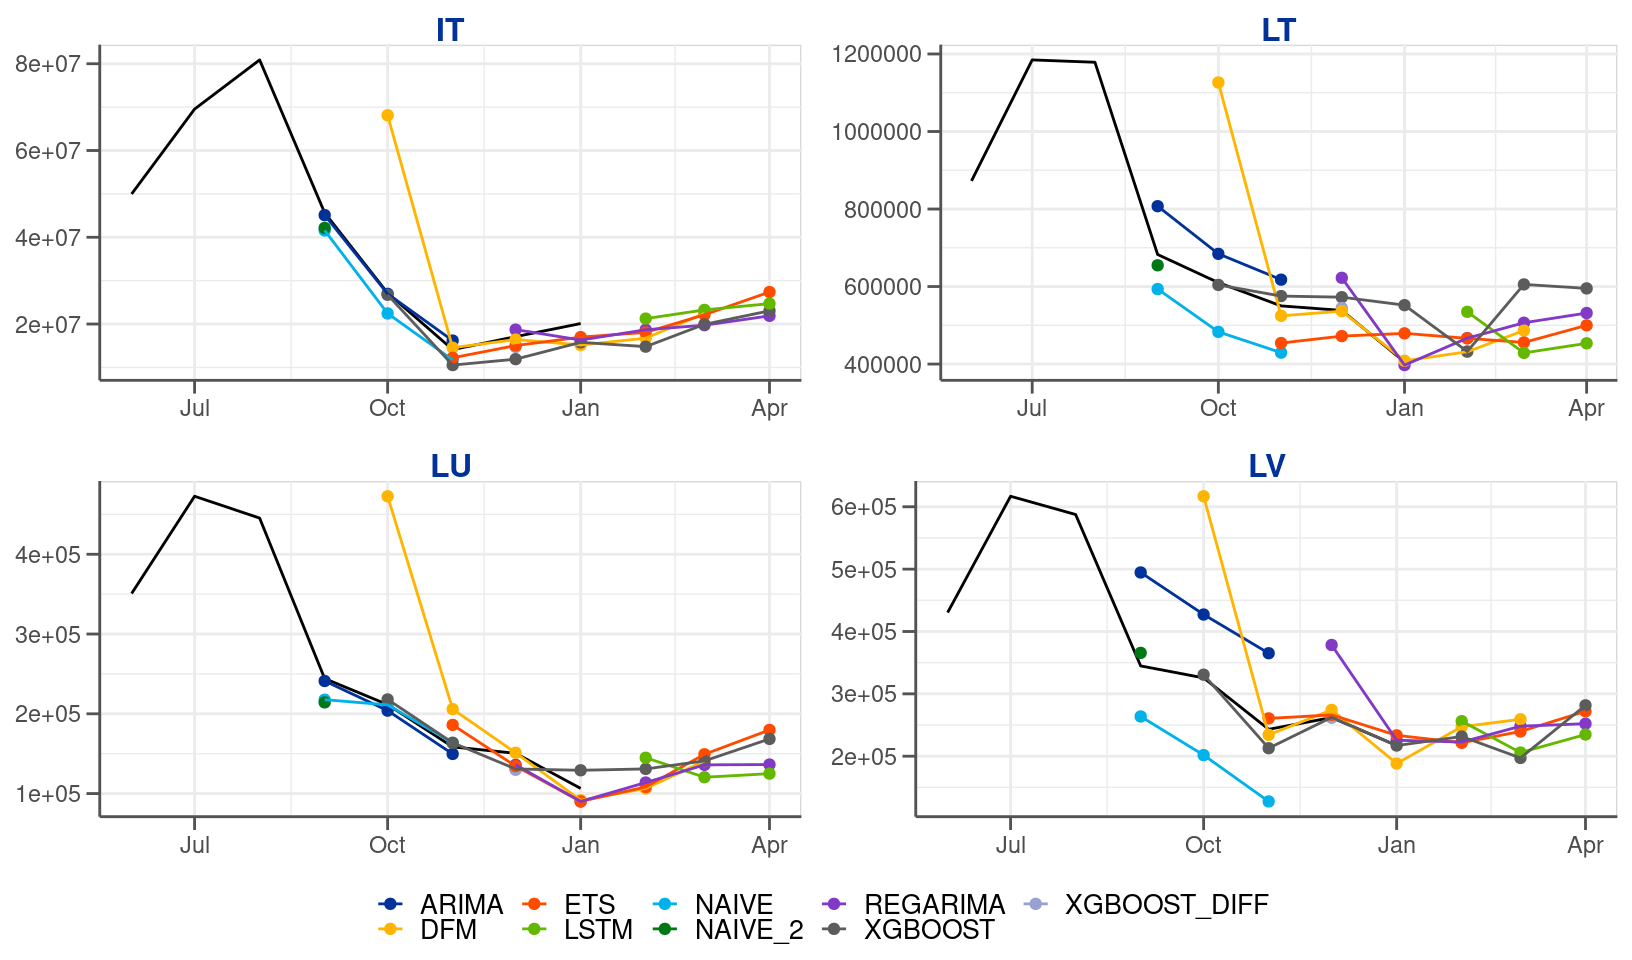 IT
8e+07
6e+07
4e+07
2e+07
Jul Oct Jan Apr
LT
1200000
1000000
800000
600000
400000
Jul Oct Jan Apr
LU
4e+05
3e+05
2e+05
1e+05
Jul Oct Jan Apr
LV
6e+05
5e+05
4e+05
3e+05
2e+05
Jul Oct Jan Apr
ARIMA ETS NAIVE REGARIMA XGBOOST_DIFF
DFM LSTM NAIVE_2 XGBOOST